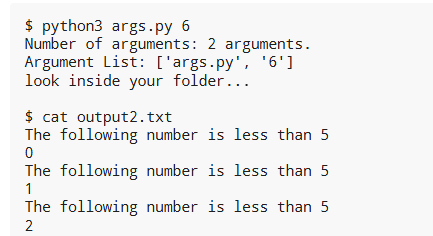 $ python3 args.py 6
Number of arguments: 2 arguments.
Argument List: ['args.py', '6']
look inside your folder...

$ cat output2.txt
The following number is less than 5
0
The following number is less than 5
1
The following number is less than 5
2